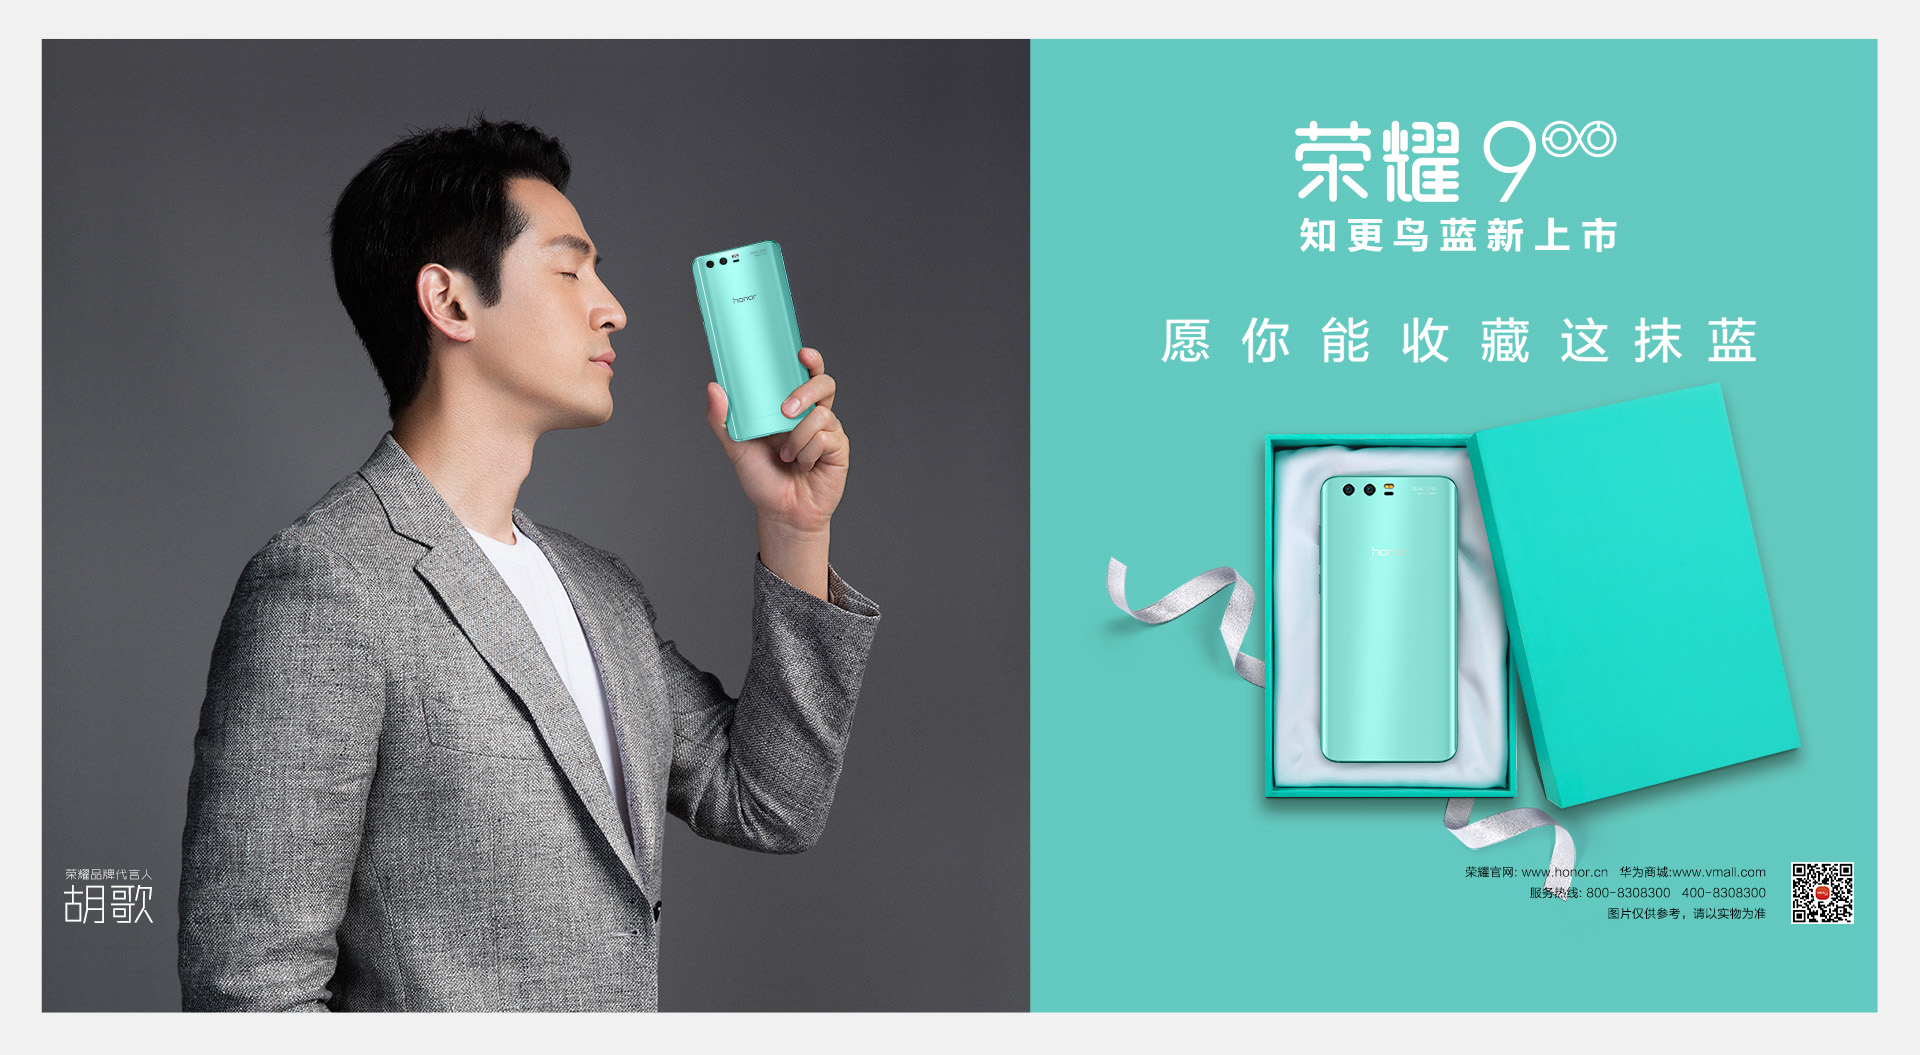 honor
荣耀品牌代言人
胡歌
荣耀 9
知更鸟蓝新上市
愿你能收藏这抹蓝
honor
荣耀官网: www.honor.cn 华为商城:www.vmall.com
服务热线: 800-8308300 400-8308300
图片仅供参考，请以实物为准